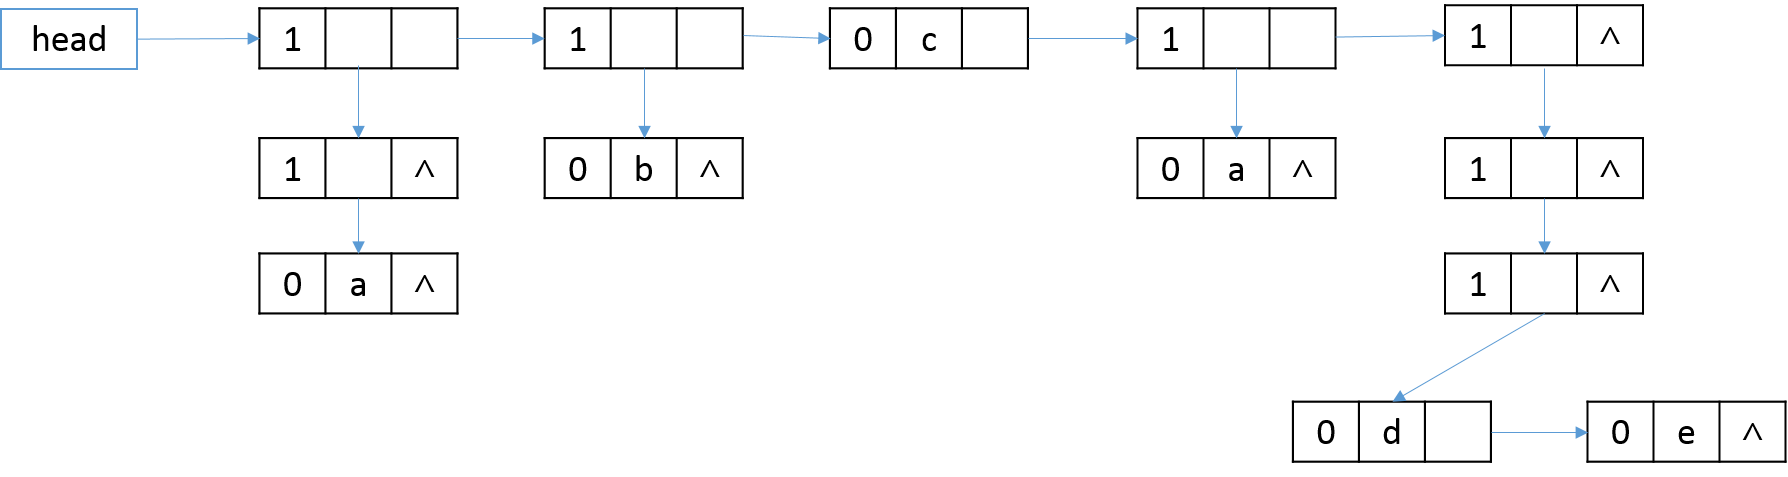 head 1 1 0 c 1 1 ^
1 ^ 0 b ^ 0 a ^ 1 ^
0 a ^ 1 ^
0 d 0 e ^